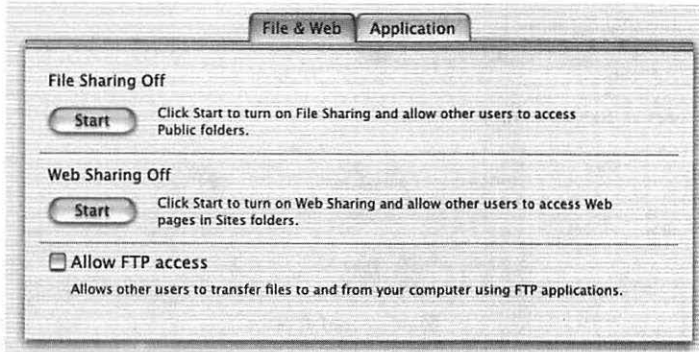 File & Web
Application
File Sharing Off
Start
Click Start to turn on File Sharing and allow other users to access
Public folders.
Web Sharing Off
Start
Click Start to turn on Web Sharing and allow other users to access Web
pages in Sites folders.
Allow FTP access
Allows other users to transfer files to and from your computer using FTP applications.